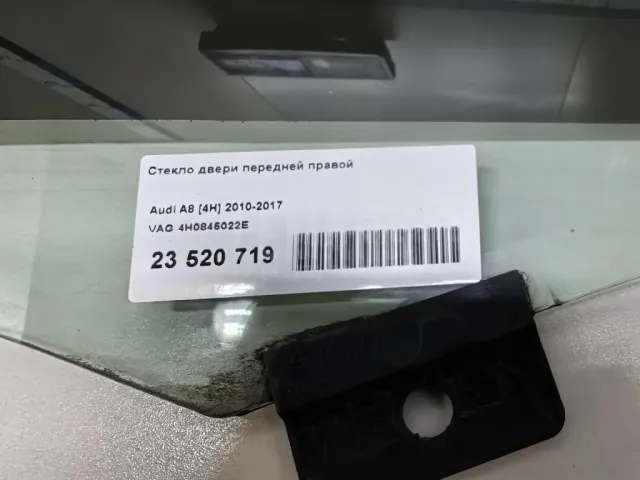 Стекло двери передней правой
Audi A8 [4H] 2010-2017
VAG 4H0845022E
23 520 719